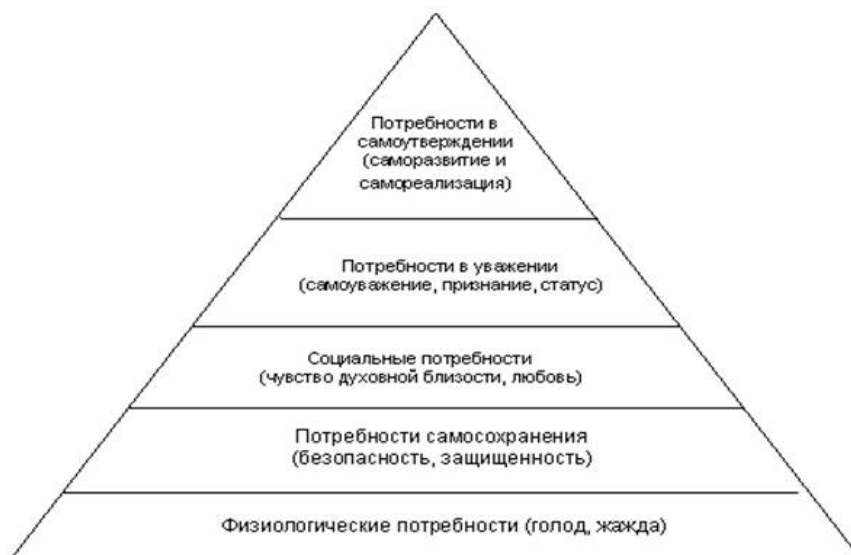 Потребности в
самоутверждении
(саморазвитие и
самореализация)
Потребности в уважении
(самоуважение, признание, статус)
Социальные потребности
(чувство духовной близости, любовь)
Потребности самосохранения
(безопасность, защищенность)
Физиологические потребности (голод, жажда)